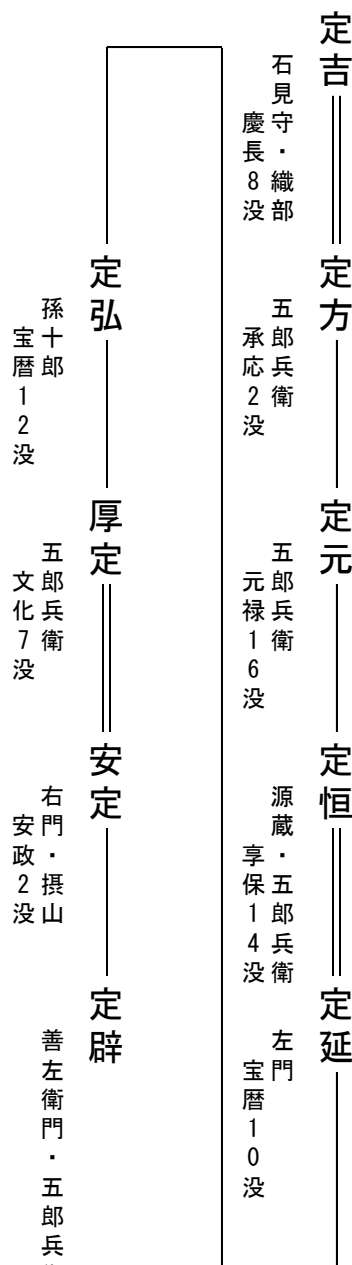 定吉
石見守・織部
慶長8没
定方
五郎兵衛
承応2没
定元
五郎兵衛
元禄16没
定恒
源蔵・五郎兵衛
享保14没
定延
左門
宝暦10没
定弘
孫十郎
宝暦12没
厚定
五郎兵衛
文化7没
安定
右門・摂山
安政2没
定辟
善左衛門・五郎兵